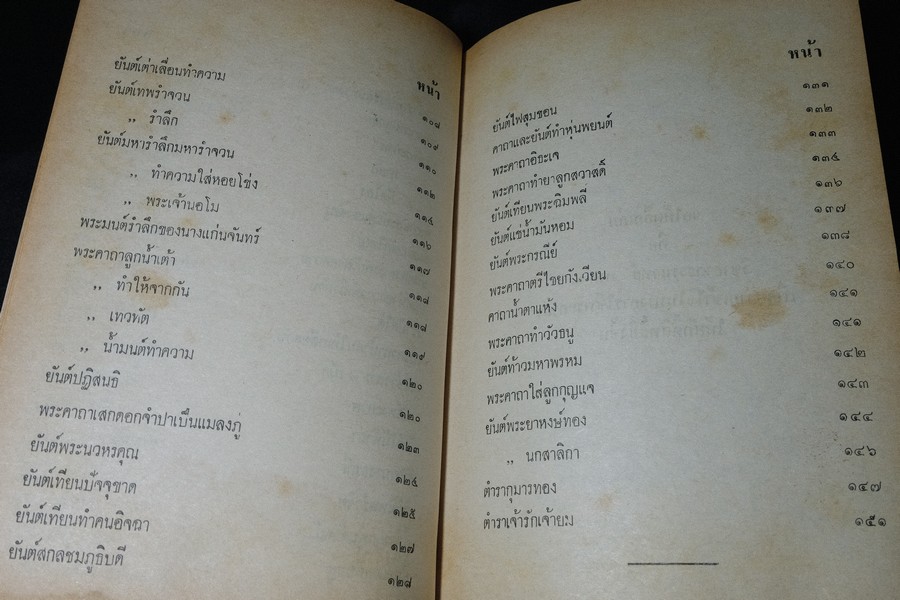 หน้า
ยันต์เต่าเลือนทำความ ๑๐๘
ยันต์เทพรำจวน ๑๐๙
,, รำลึก ๑๑๐
ยันต์มหารำลึกมหารำจวน ๑๑๒
,, ทำความใส่หอยโข่ง ๑๑๔
,, พระเจ้านอโม ๑๑๖
พระมนต์รำลึกของนางแก่นจันทร์ ๑๑๗
พระคาถาลูกน้ำเต้า ๑๑๘
,, ทำให้จากกัน ๑๑๘
,, เทวทัต ๑๑๙
,, น้ำมนต์ทำความ ๑๒๐
ยันต์ปฏิสนธิ ๑๒๐
พระคาถาเสกดอกจำปาเป็นแมลงภู่ ๑๒๓
ยันต์พระนวหรคุณ ๑๒๔
ยันต์เทียนปัจจุขาด ๑๒๕
ยันต์เทียนทำคนอิจฉา ๑๒๗
ยันต์สกลชมภูธิบดี ๑๒๘
หน้า
ยันต์ไฟสุมขอน ๑๓๑
คาถาและยันต์ทำหุ่นพยนต์ ๑๓๒
พระคาถาอิธะเจ ๑๓๓
พระคาถาทำยาลูกสวาสดิ์ ๑๓๔
ยันต์เทียนพระฉิมพลี ๑๓๖
ยันต์แช่น้ำมันหอม ๑๓๗
ยันต์พระกรณีย์ ๑๓๘
พระคาถาตรีไชยกังเวียน ๑๔๐
คาถาน้ำตาแห้ง ๑๔๑
พระคาถาทำวัวธนู ๑๔๑
ยันต์ท้าวมหาพรหม ๑๔๒
พระคาถาใส่ลูกกุญแจ ๑๔๓
ยันต์พระยาหงษ์ทอง ๑๔๔
,, นกสาลิกา ๑๔๖
ตำรากุมารทอง ๑๔๗
ตำราเจ้ารักเจ้ายม ๑๕๑